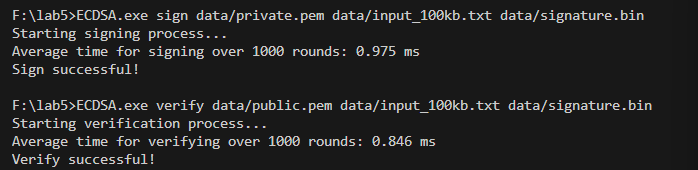 F:\lab5>ECDSA.exe sign data/private.pem data/input_100kb.txt data/signature.bin
Starting signing process...
Average time for signing over 1000 rounds: 0.975 ms
Sign successful!
F:\lab5>ECDSA.exe verify data/public.pem data/input_100kb.txt data/signature.bin
Starting verification process...
Average time for verifying over 1000 rounds: 0.846 ms
Verify successful!